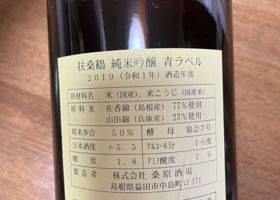 扶桑鶴 純米吟醸 青ラベル
2019（令和1年）酒造年度
原材料名 米（国産）、米こうじ（国産米）
原料米 佐香錦（島根産）77%使用
山田錦（兵庫産）23%使用
精米歩合 50% 酵母 協会7号
日本酒度 +5.5 アルコール分 16度
酸度 1.8 アミノ酸度 1.6
製造者 株式会社 桑原酒場
島根県益田市中島町ロ171